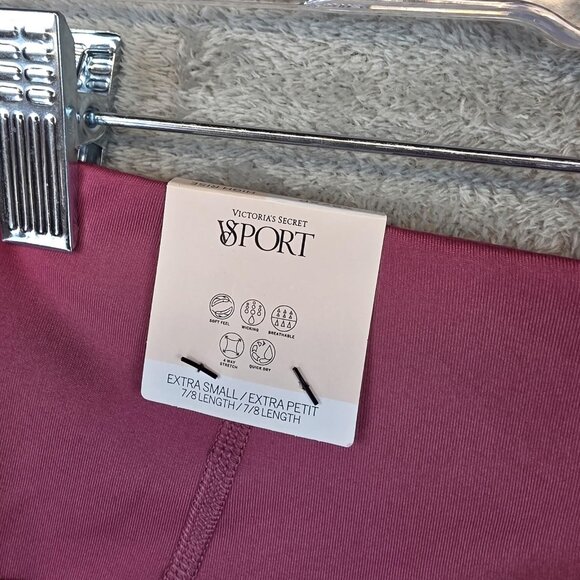 VICTORIA'S SECRET
VSPORT
SOFT FEEL
WICKING
BREATHABLE
4 WAY
STRETCH
QUICK DRY
EXTRA SMALL / EXTRA PETIT
7/8 LENGTH / 7/8 LENGTH